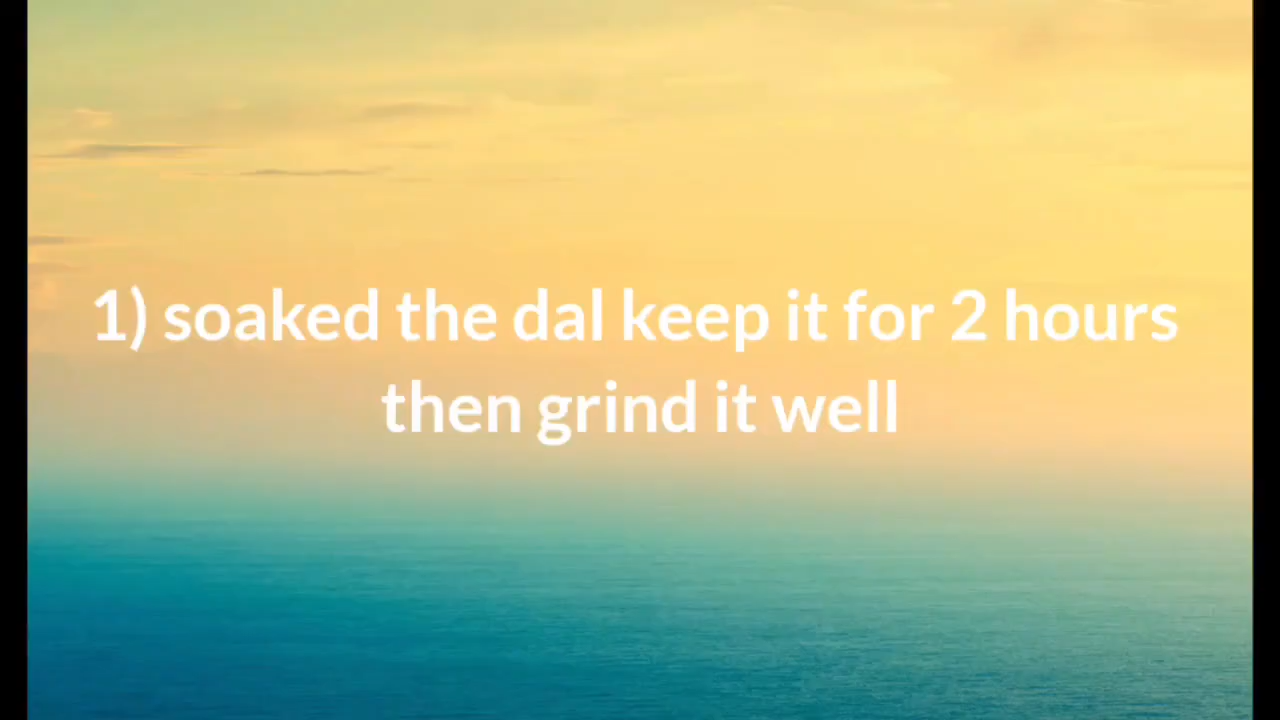 1) soaked the dal keep it for 2 hours
then grind it well